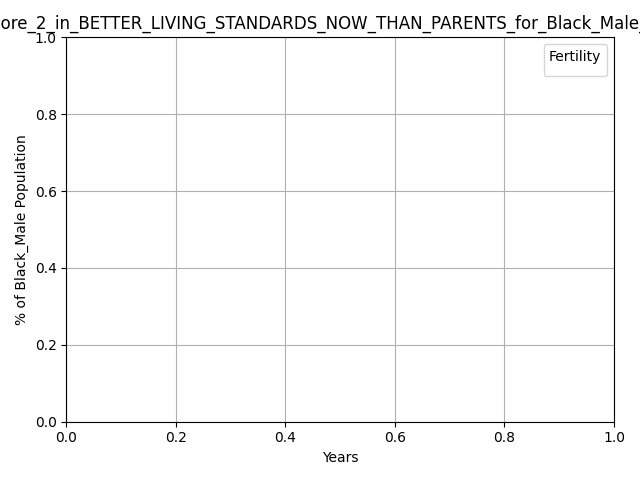 ore_2_in_BETTER_LIVING_STANDARDS_NOW_THAN_PARENTS_for_Black_Male_
Fertility
1.0
0.8
0.6
0.4
0.2
0.0
% of Black_Male Population
0.0 0.2 0.4 0.6 0.8 1.0
Years